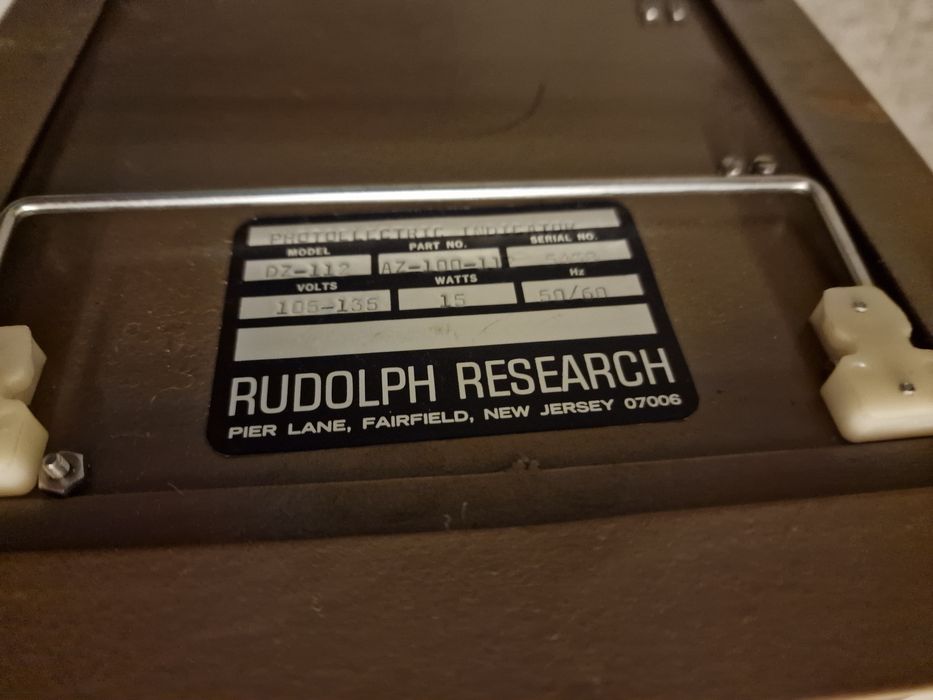 PHOTOELECTRIC INDICATOR
MODEL PART NO. SERIAL NO.
DZ-112 AZ-100-11
VOLTS WATTS Hz
105-135 15 50/60
RUDOLPH RESEARCH
PIER LANE, FAIRFIELD, NEW JERSEY 07006